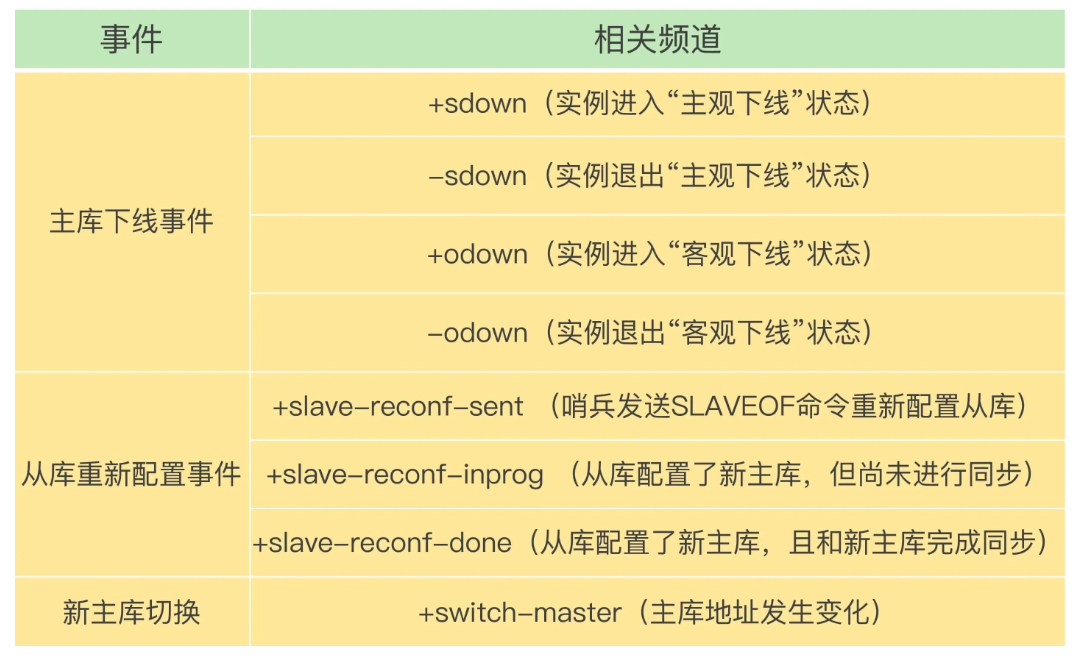 事件
相关频道
主库下线事件
+sdown（实例进入“主观下线”状态）
-sdown（实例退出“主观下线”状态）
+odown（实例进入“客观下线”状态）
-odown（实例退出“客观下线”状态）
从库重新配置事件
+slave-reconf-sent （哨兵发送SLAVEOF命令重新配置从库）
+slave-reconf-inprog （从库配置了新主库，但尚未进行同步）
+slave-reconf-done（从库配置了新主库，且和新主库完成同步）
新主库切换
+switch-master（主库地址发生变化）